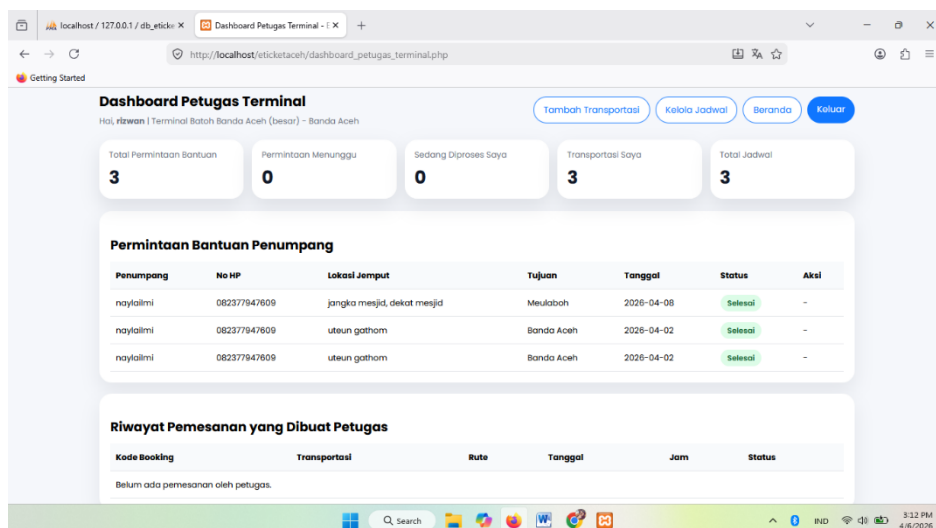 localhost / 127.0.0.1 / db_eticke
Dashboard Petugas Terminal - E
http://localhost/eticketaceh/dashboard_petugas_terminal.php
Getting Started
Dashboard Petugas Terminal
Hai, rizwan | Terminal Batoh Banda Aceh (besar) - Banda Aceh
Tambah Transportasi
Kelola Jadwal
Beranda
Keluar
Total Permintaan Bantuan
3
Permintaan Menunggu
0
Sedang Diproses Saya
0
Transportasi Saya
3
Total Jadwal
3
Permintaan Bantuan Penumpang
Penumpang No HP Lokasi Jemput Tujuan Tanggal Status Aksi
naylailmi 082377947609 jangka mesjid, dekat mesjid Meulaboh 2026-04-08 Selesai -
naylailmi 082377947609 uteun gathom Banda Aceh 2026-04-02 Selesai -
naylailmi 082377947609 uteun gathom Banda Aceh 2026-04-02 Selesai -
Riwayat Pemesanan yang Dibuat Petugas
Kode Booking Transportasi Rute Tanggal Jam Status
Belum ada pemesanan oleh petugas.
Search
IND
3:12 PM
4/6/2026